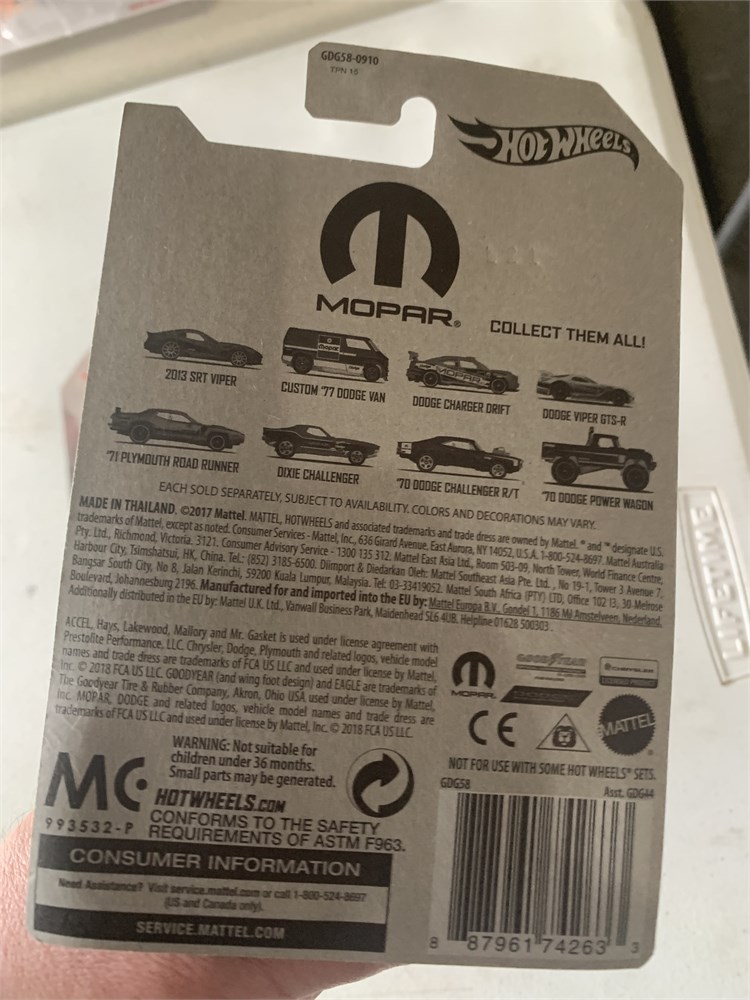 GDG58-0910
TPN 15
HOT WHEELS
MOPAR®
COLLECT THEM ALL!
2013 SRT VIPER
CUSTOM '77 DODGE VAN
DODGE CHARGER DRIFT
DODGE VIPER GTS-R
'71 PLYMOUTH ROAD RUNNER
DIXIE CHALLENGER
'70 DODGE CHALLENGER R/T
'70 DODGE POWER WAGON
EACH SOLD SEPARATELY, SUBJECT TO AVAILABILITY. COLORS AND DECORATIONS MAY VARY.
MADE IN THAILAND. ©2017 Mattel. MATTEL, HOTWHEELS and associated trademarks and trade dress are owned by Mattel. ® and ™ designate U.S.
trademarks of Mattel, except as noted. Consumer Services - Mattel, Inc., 636 Girard Avenue, East Aurora, NY 14052, U.S.A. 1-800-524-8697. Mattel Australia
Pty. Ltd., Richmond, Victoria. 3121. Consumer Advisory Service - 1300 135 312. Mattel East Asia Ltd., Room 503-09, North Tower, World Finance Centre,
Harbour City, Tsimshatsui, HK, China. Tel.: (852) 3185-6500. Diimport & Diedarkan Oleh: Mattel Southeast Asia Pte. Ltd. , No 19-1, Tower 3 Avenue 7,
Bangsar South City, No 8, Jalan Kerinchi, 59200 Kuala Lumpur, Malaysia. Tel: 03-33419052. Mattel South Africa (PTY) LTD, Office 102 I3, 30 Melrose
Boulevard, Johannesburg 2196. Manufactured for and imported into the EU by: Mattel Europa B.V., Gondel 1, 1186 MJ Amstelveen, Nederland.
Additionally distributed in the EU by: Mattel U.K. Ltd., Vanwall Business Park, Maidenhead SL6 4UB. Helpline 01628 500303.
ACCEL, Hays, Lakewood, Mallory and Mr. Gasket is used under license agreement with
Prestolite Performance, LLC. Chrysler, Dodge, Plymouth and related logos, vehicle model
names and trade dress are trademarks of FCA US LLC and used under license by Mattel,
Inc. © 2018 FCA US LLC. GOODYEAR (and wing foot design) and EAGLE are trademarks of
The Goodyear Tire & Rubber Company, Akron, Ohio USA used under license by Mattel,
Inc. MOPAR, DODGE and related logos, vehicle model names and trade dress are
trademarks of FCA US LLC and used under license by Mattel, Inc. © 2018 FCA US LLC.
MOPAR
GOODYEAR
CHRYSLER
DODGE
CE
MATTEL
WARNING: Not suitable for
children under 36 months.
Small parts may be generated.
NOT FOR USE WITH SOME HOT WHEELS® SETS.
MC
993532-P
HOTWHEELS.COM
CONFORMS TO THE SAFETY
REQUIREMENTS OF ASTM F963.
GDG58
Asst. GDG44
CONSUMER INFORMATION
Need Assistance? Visit service.mattel.com or call 1-800-524-8697
(US and Canada only).
SERVICE.MATTEL.COM
8 87961 74263 3
LIFETIME